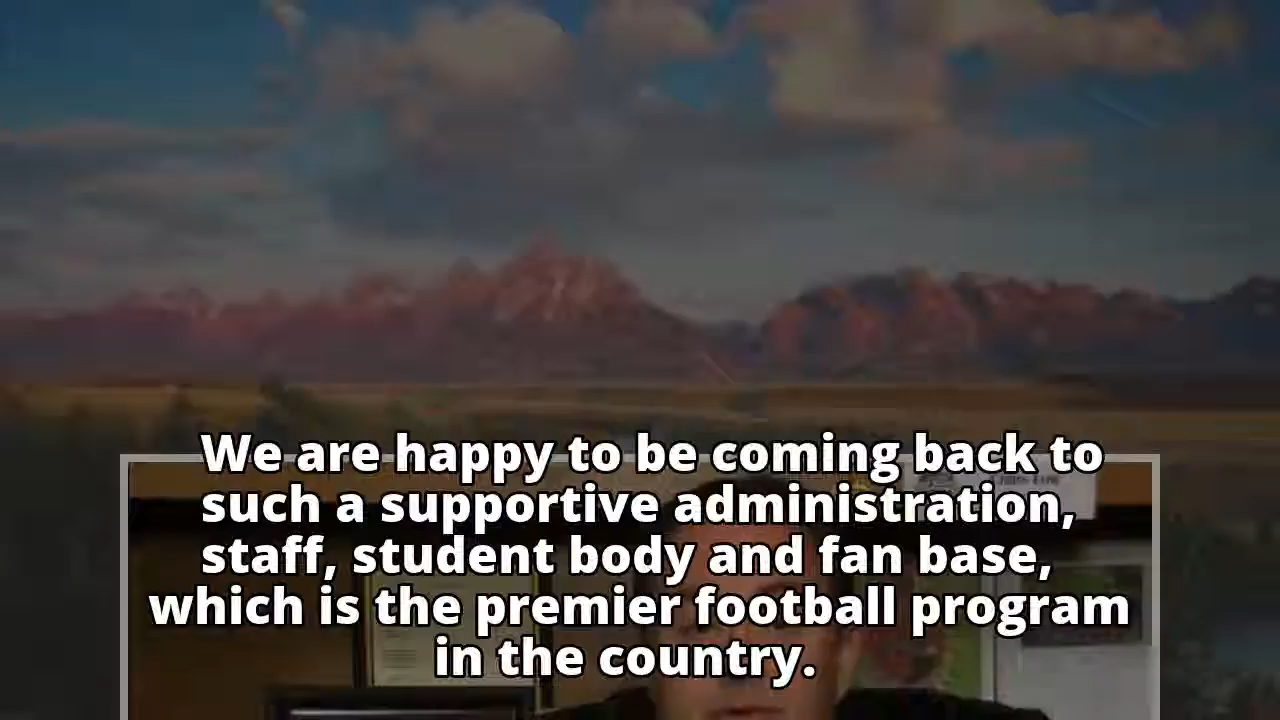 We are happy to be coming back to
such a supportive administration,
staff, student body and fan base,
which is the premier football program
in the country.